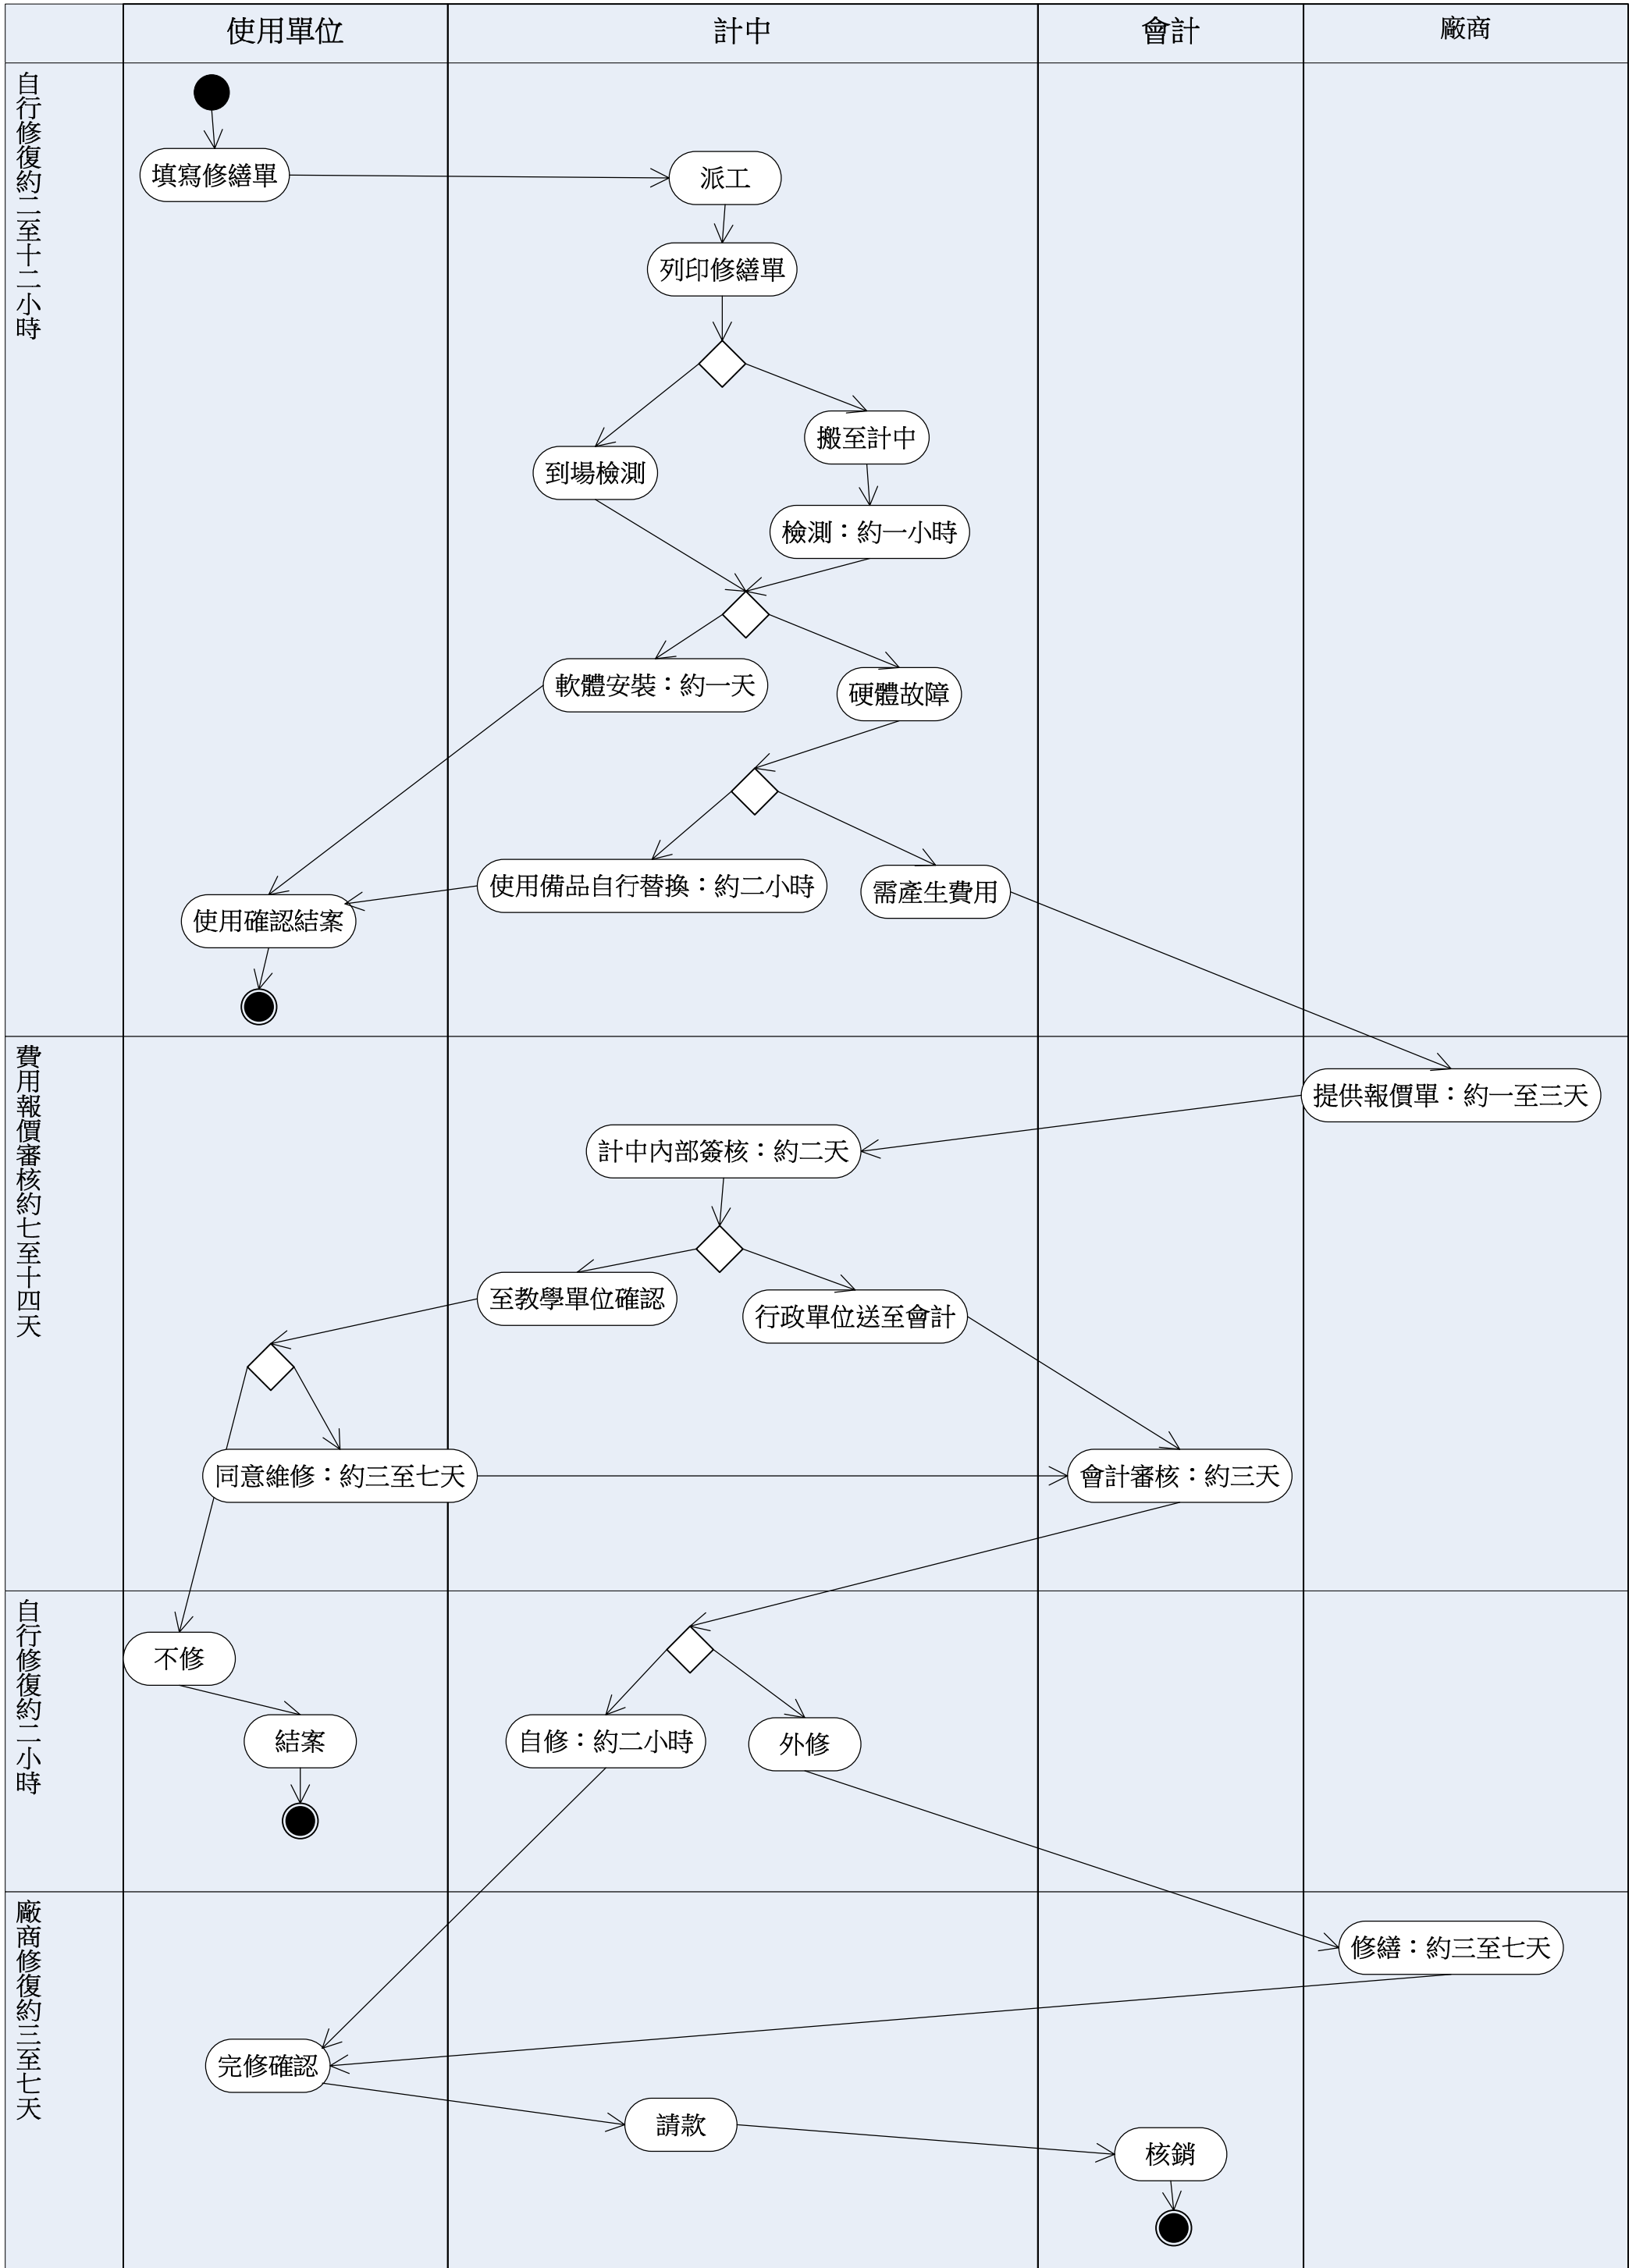 使用單位
計中
會計
廠商
自行修復約二至十二小時
填寫修繕單
派工
列印修繕單
搬至計中
到場檢測
檢測：約一小時
軟體安裝：約一天
硬體故障
使用備品自行替換：約二小時
需產生費用
使用確認結案
費用報價審核約七至十四天
提供報價單：約一至三天
計中內部簽核：約二天
至教學單位確認
行政單位送至會計
同意維修：約三至七天
會計審核：約三天
自行修復約二小時
不修
結案
自修：約二小時
外修
廠商修復約三至七天
修繕：約三至七天
完修確認
請款
核銷